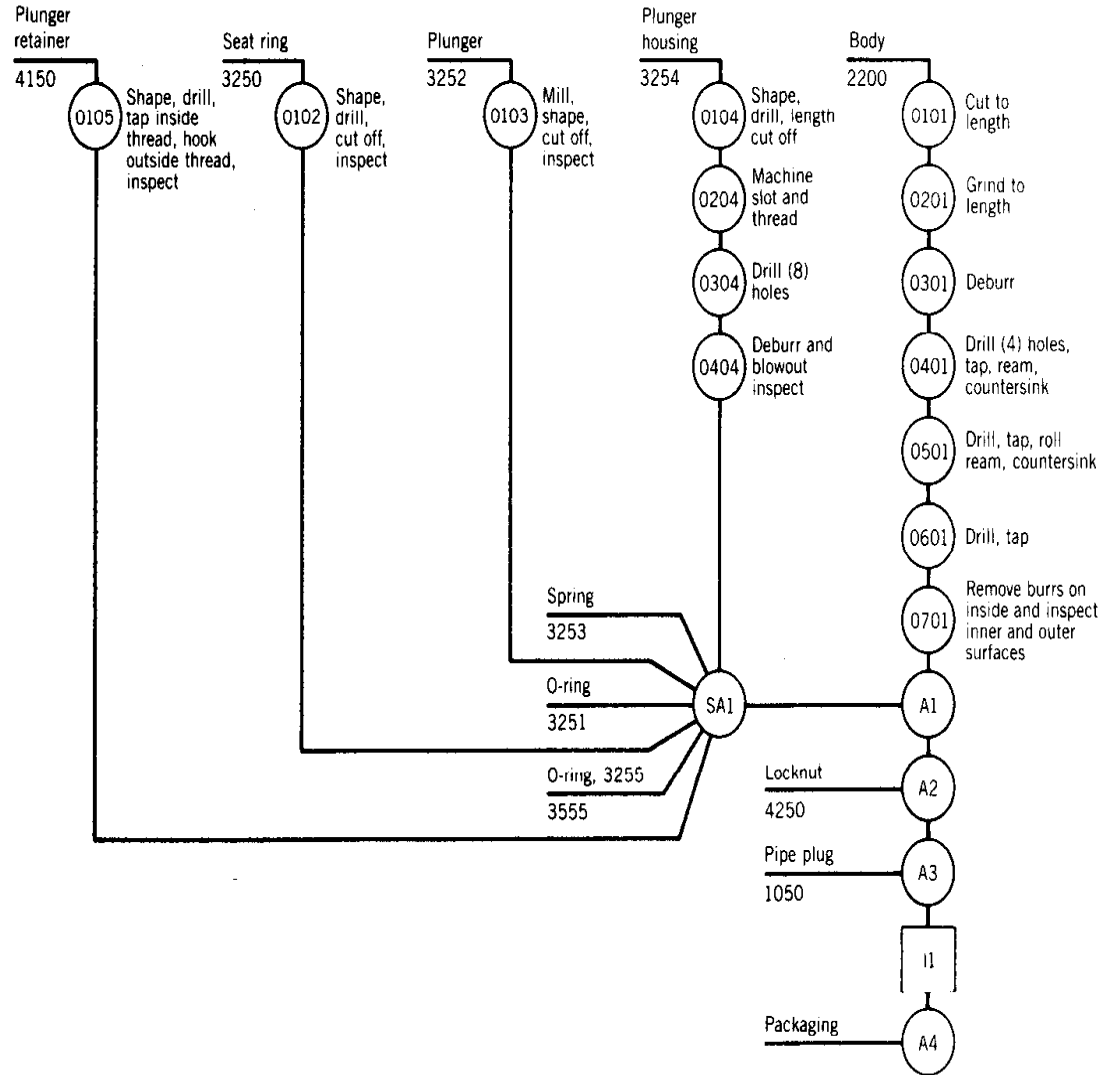 Plunger
retainer
4150
0105
Shape, drill,
tap inside
thread, hook
outside thread,
inspect
Seat ring
3250
0102
Shape,
drill,
cut off,
inspect
Plunger
3252
0103
Mill,
shape,
cut off,
inspect
Plunger
housing
3254
0104
Shape,
drill, length
cut off
0204
Machine
slot and
thread
0304
Drill (8)
holes
0404
Deburr and
blowout
inspect
Body
2200
0101
Cut to
length
0201
Grind to
length
0301
Deburr
0401
Drill (4) holes,
tap, ream,
countersink
0501
Drill, tap, roll
ream, countersink
0601
Drill, tap
0701
Remove burrs on
inside and inspect
inner and outer
surfaces
Spring
3253
O-ring
3251
O-ring, 3255
3555
SA1
A1
Locknut
4250
A2
Pipe plug
1050
A3
I1
Packaging
A4